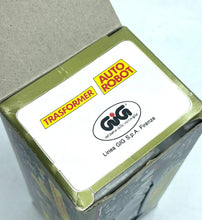 TRASFORMER
AUTO
ROBOT
GiG
Linea GIG S.p.A. Firenze